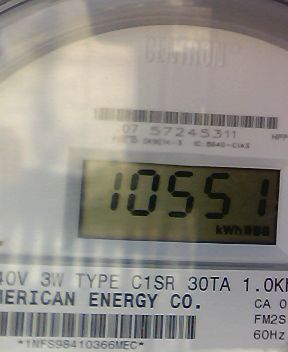 CENTRON
07 57245311
10551
kWh
40V 3W TYPE C1SR 30TA 1.0K
MERICAN ENERGY CO.
CA 0
FM2S
60Hz
*1NFS98410366MEC*